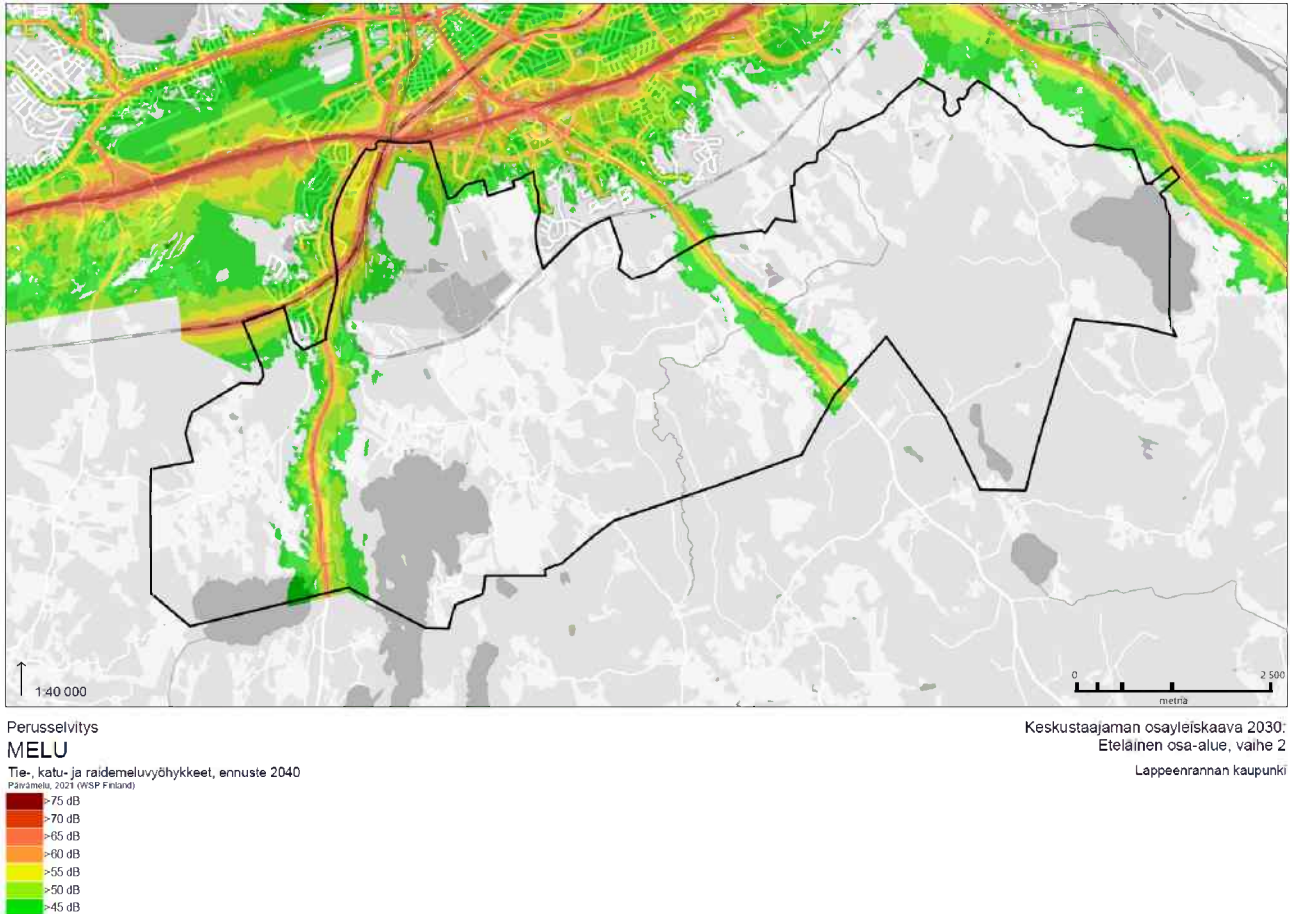 1:40 000
0 2 500
metriä
Perusselvitys
MELU
Tie-, katu- ja raidemeluvyöhykkeet, ennuste 2040
Päivämelu, 2021 (WSP Finland)
>75 dB
>70 dB
>65 dB
>60 dB
>55 dB
>50 dB
>45 dB
Keskustaajaman osayleiskaava 2030:
Eteläinen osa-alue, vaihe 2
Lappeenrannan kaupunki